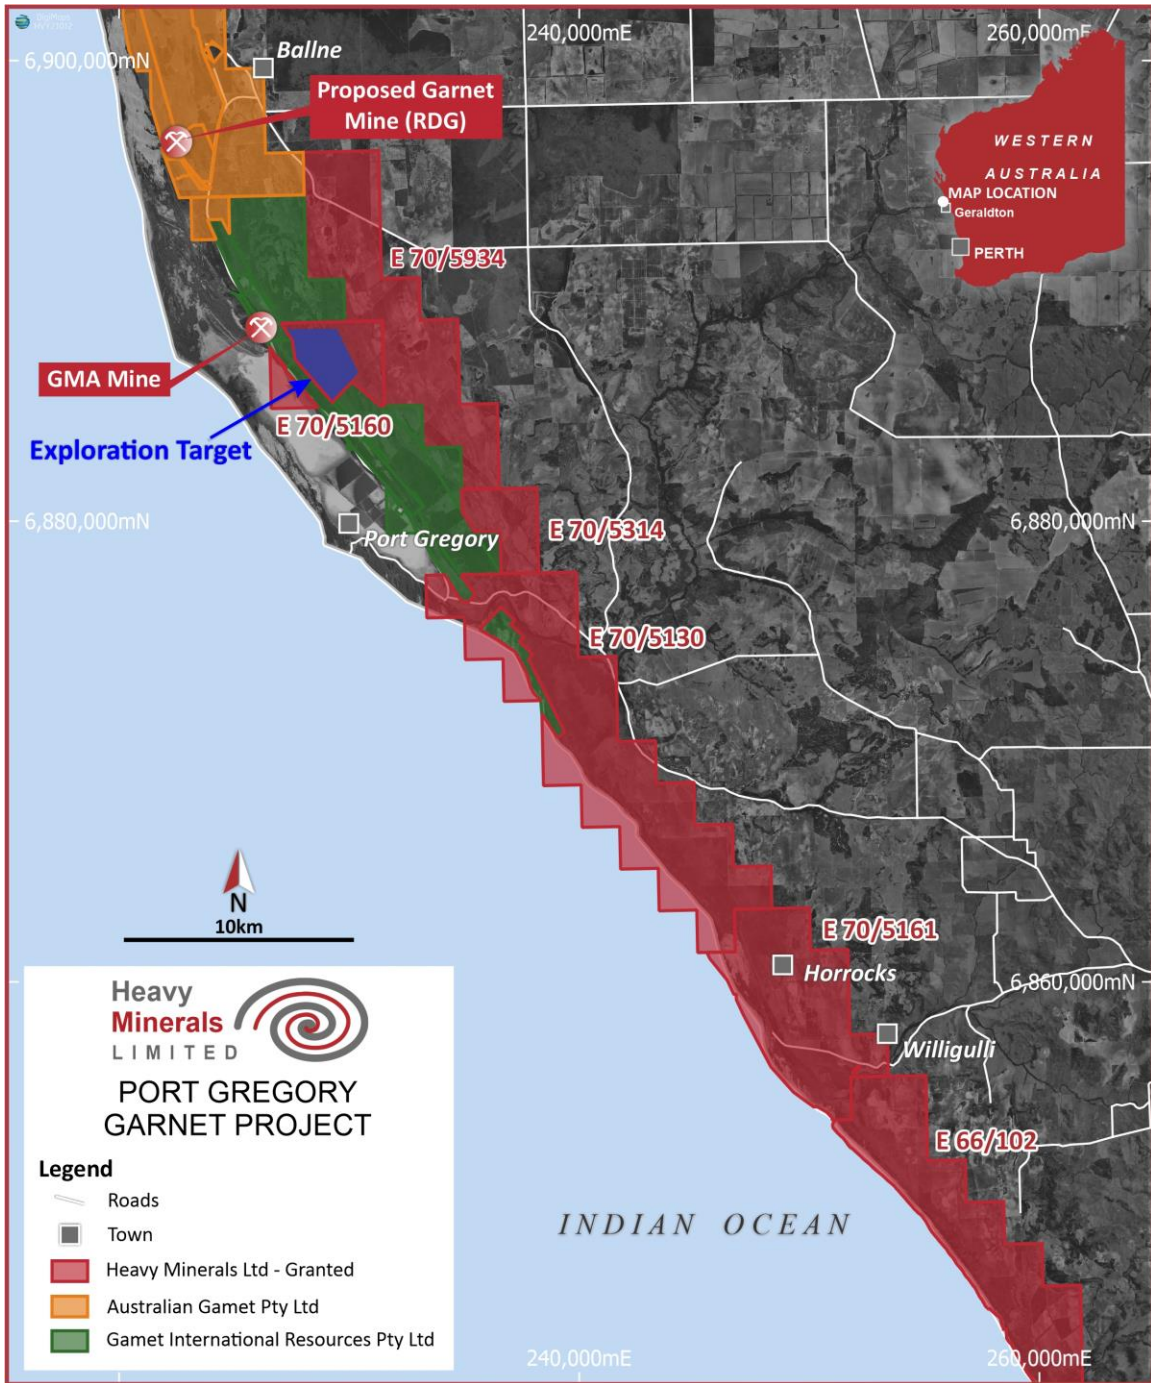 240,000mE
260,000mE
6,900,000mN
Ballne
Proposed Garnet
Mine (RDG)
WESTERN
AUSTRALIA
MAP LOCATION
Geraldton
PERTH
E 70/5934
GMA Mine
E 70/5160
Exploration Target
6,880,000mN
6,880,000mN
Port Gregory
E 70/5314
E 70/5130
N
10km
E 70/5161
Horrocks
6,860,000mN
Willigulli
E 66/102
Heavy
Minerals
LIMITED
PORT GREGORY
GARNET PROJECT
Legend
Roads
Town
Heavy Minerals Ltd - Granted
Australian Gamet Pty Ltd
Gamet International Resources Pty Ltd
INDIAN OCEAN
240,000mE
260,000mE